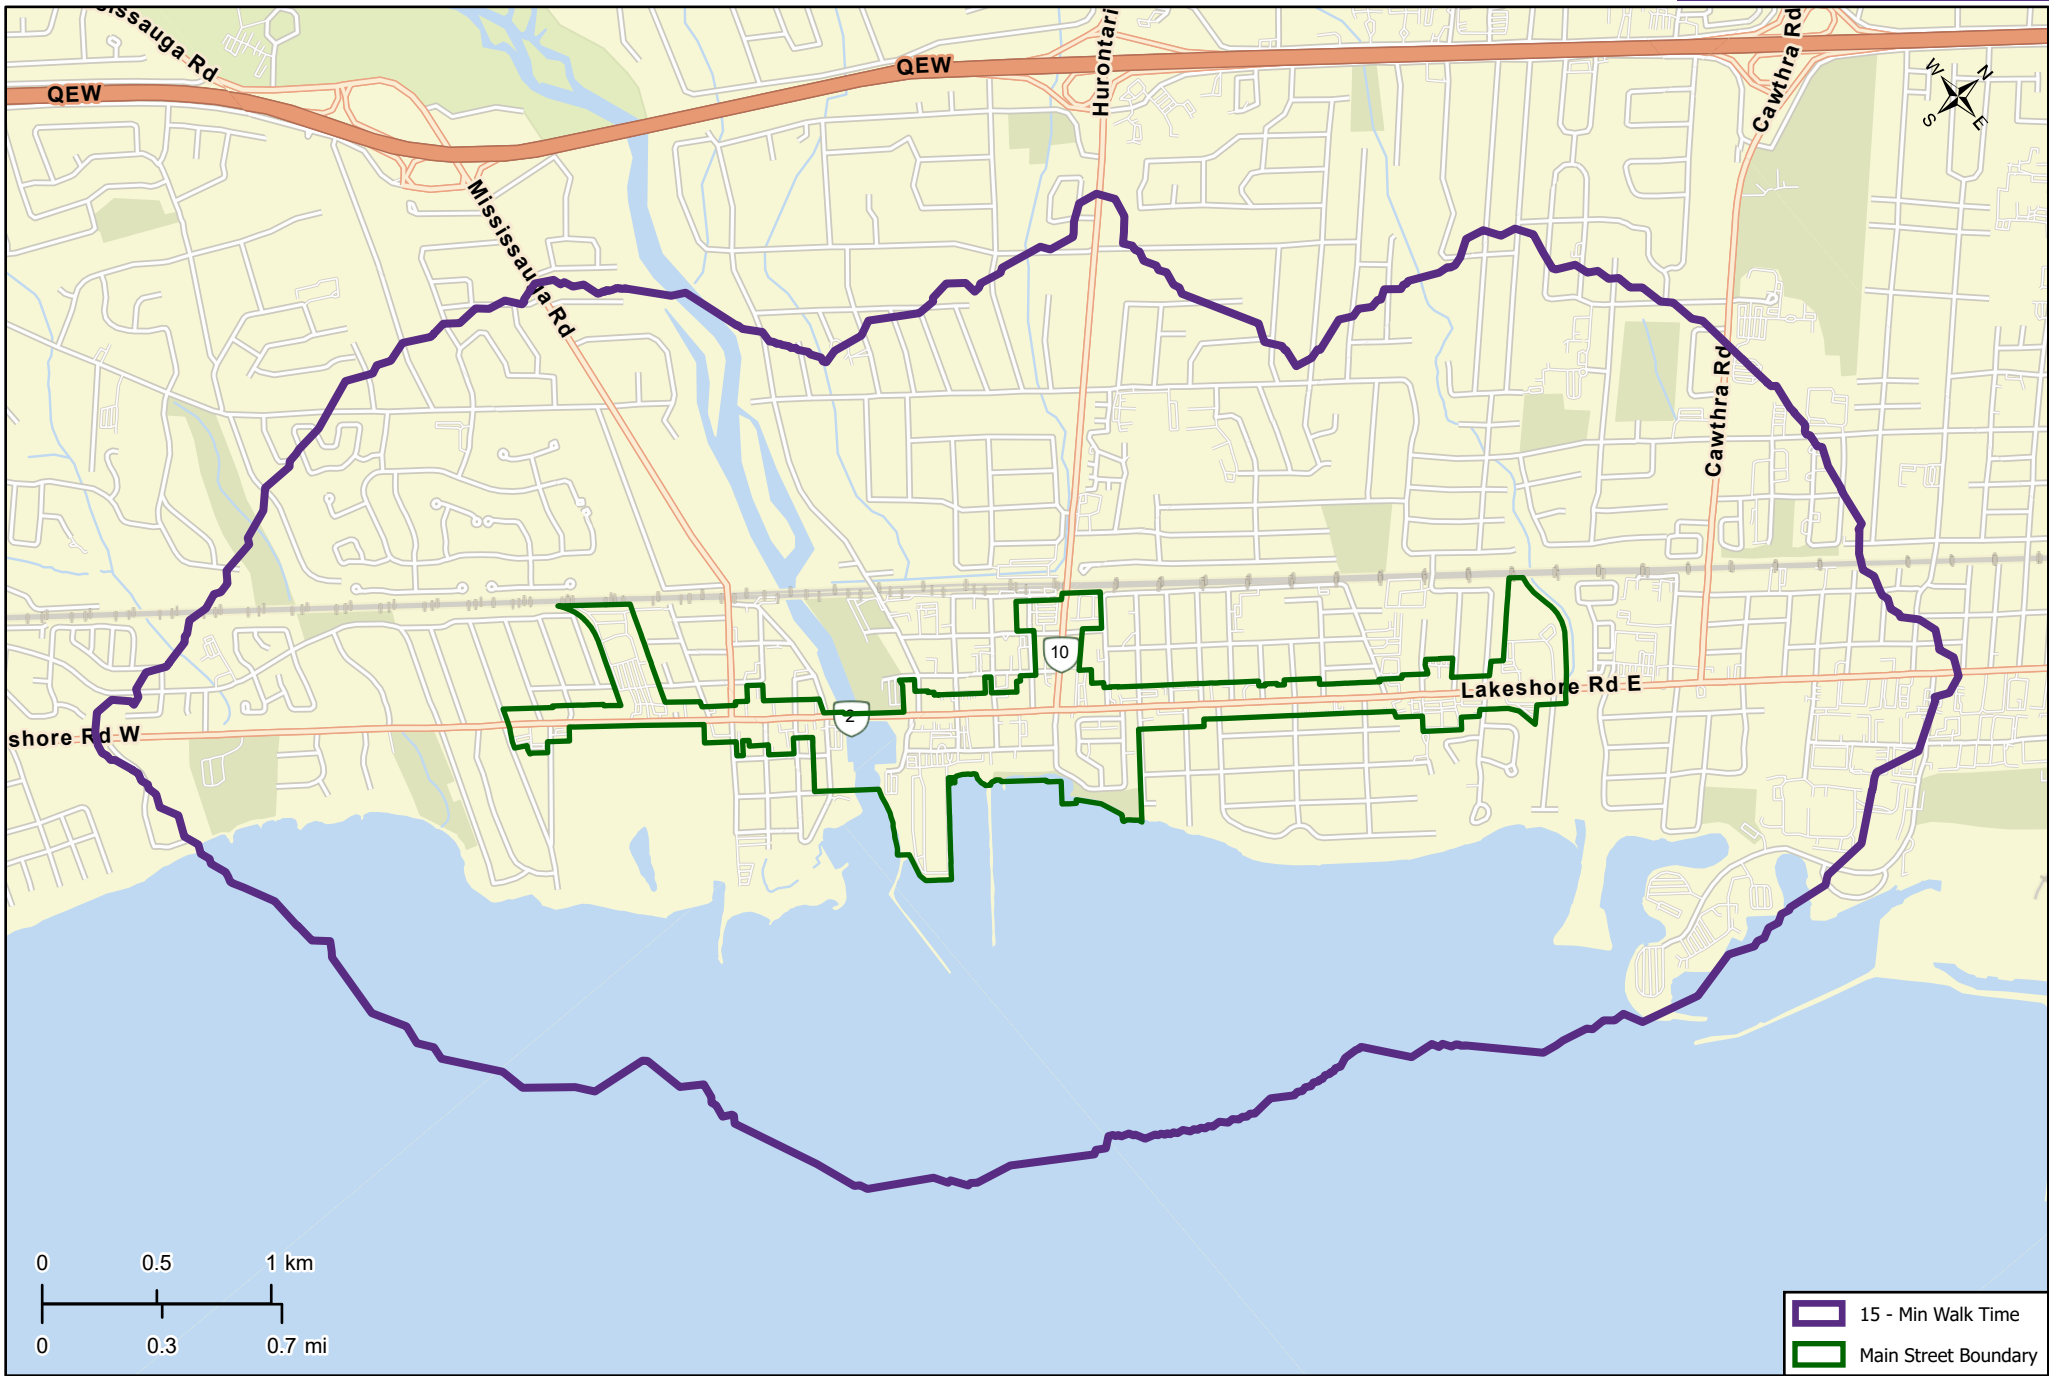 ssissauga Rd
QEW
QEW
Hurontari
Cawthra Rd
W
N
S
E
Mississauga Rd
Cawthra Rd
10
2
Lakeshore Rd E
shore Rd W
0
0.5
1 km
0
0.3
0.7 mi
15 - Min Walk Time
Main Street Boundary